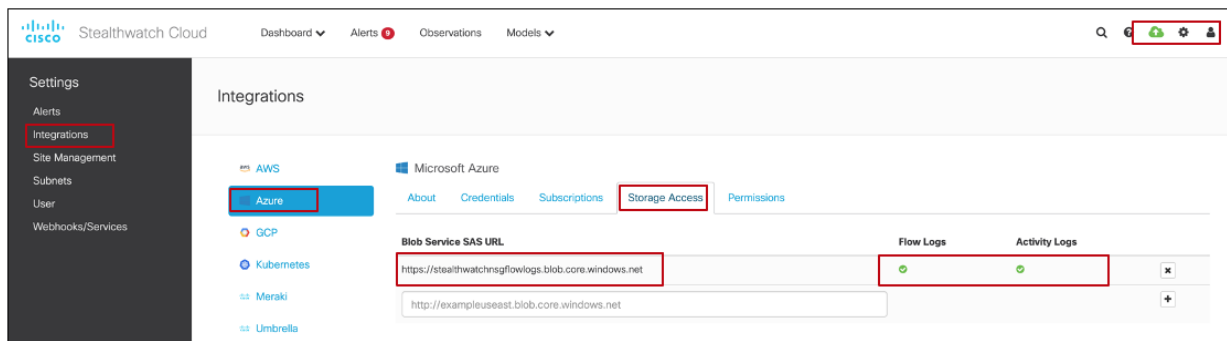 CISCO Stealthwatch Cloud Dashboard Alerts 9 Observations Models
Settings
Alerts
Integrations
Site Management
Subnets
User
Webhooks/Services
Integrations
aws AWS
Azure
GCP
Kubernetes
Meraki
Umbrella
Microsoft Azure
About Credentials Subscriptions Storage Access Permissions
Blob Service SAS URL Flow Logs Activity Logs
https://stealthwatchnsgflowlogs.blob.core.windows.net
http://exampleuseast.blob.core.windows.net